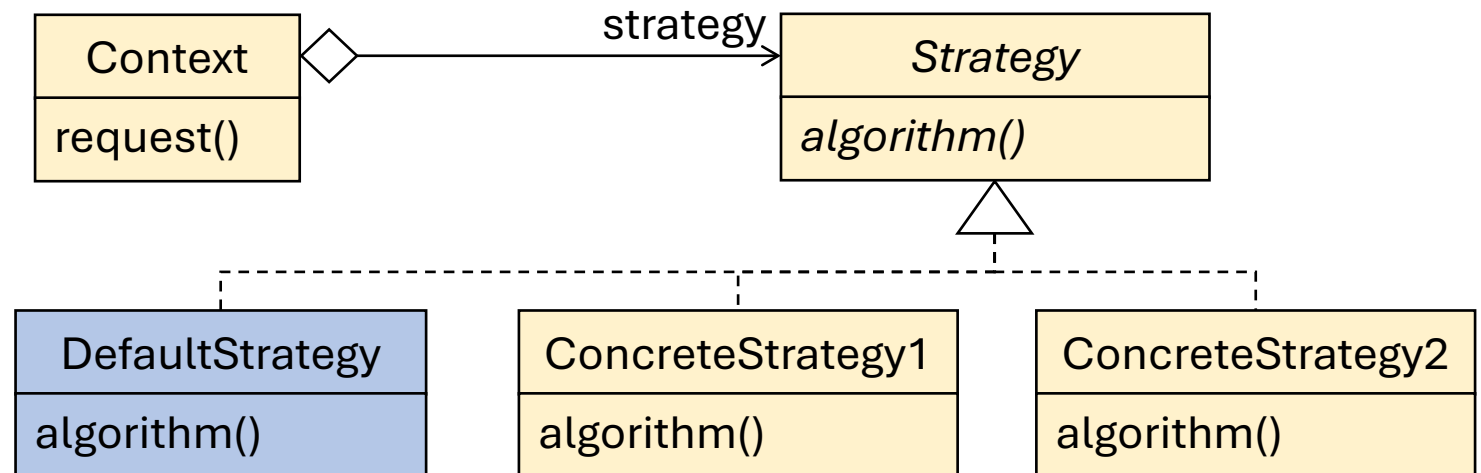 Context
request()
strategy
Strategy
algorithm()
DefaultStrategy
algorithm()
ConcreteStrategy1
algorithm()
ConcreteStrategy2
algorithm()